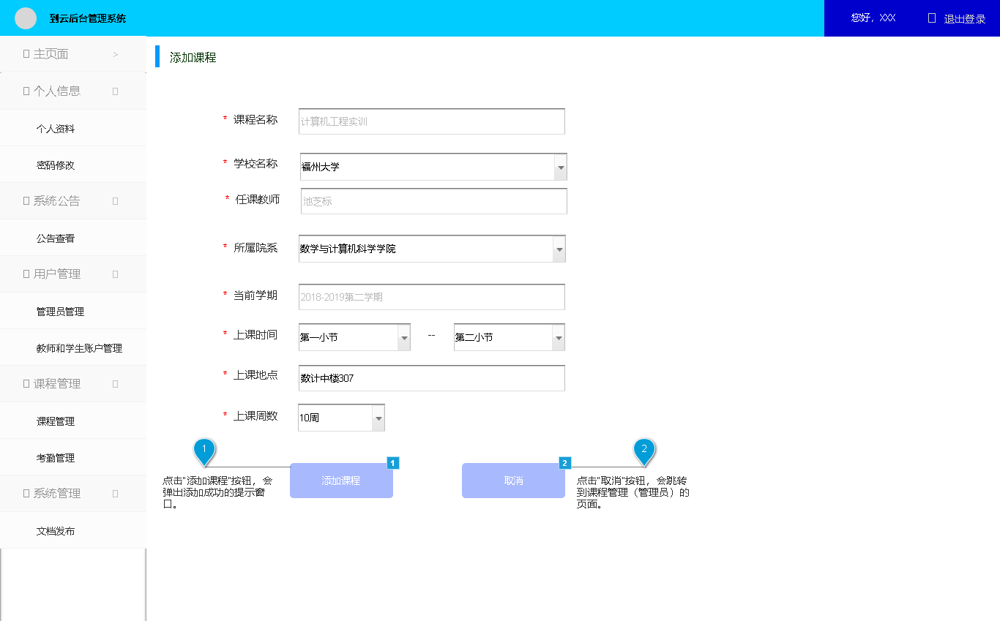 到云后台管理系统
您好，XXX
退出登录
主页面 >
个人信息
个人资料
密码修改
系统公告
公告查看
用户管理
管理员管理
教师和学生账户管理
课程管理
课程管理
考勤管理
系统管理
文档发布
添加课程
* 课程名称 计算机工程实训
* 学校名称 福州大学
* 任课教师 池芝标
* 所属院系 数学与计算机科学学院
* 当前学期 2018-2019第二学期
* 上课时间 第一小节 -- 第二小节
* 上课地点 数计中楼307
* 上课周数 10周
1
点击"添加课程"按钮，会
弹出添加成功的提示窗
口。
添加课程
1
取消
2
2
点击"取消"按钮，会跳转
到课程管理（管理员）的
页面。